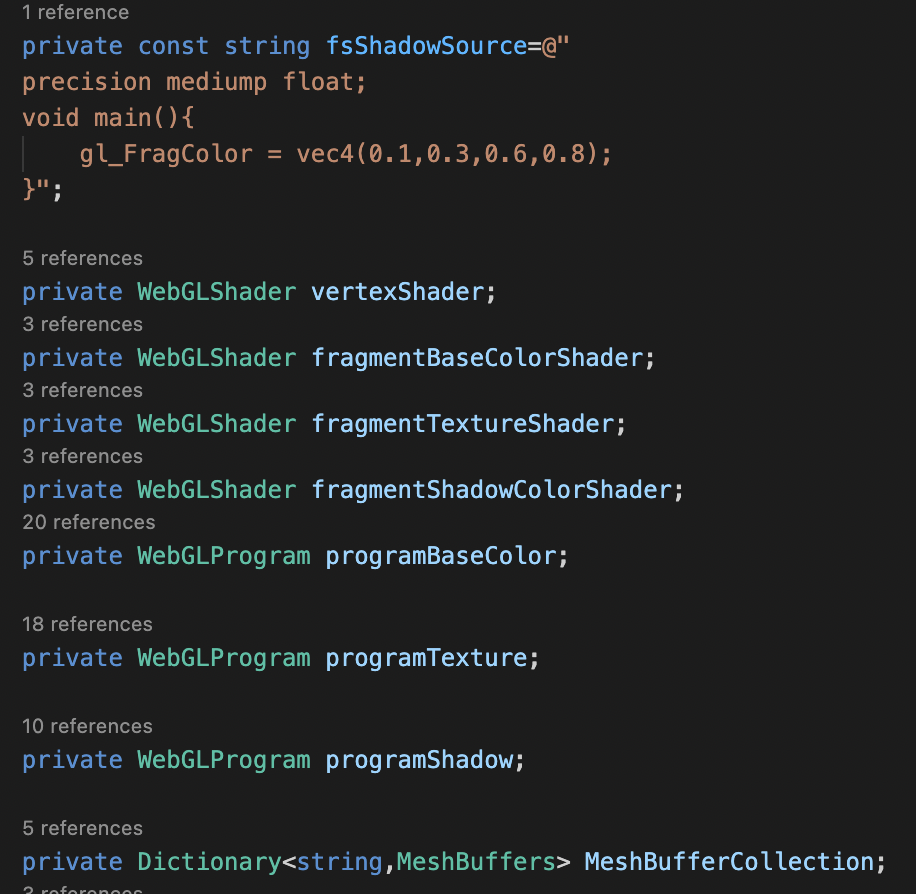 1 reference
private const string fsShadowSource=@"
precision mediump float;
void main(){
    gl_FragColor = vec4(0.1,0.3,0.6,0.8);
}";
5 references
private WebGLShader vertexShader;
3 references
private WebGLShader fragmentBaseColorShader;
3 references
private WebGLShader fragmentTextureShader;
3 references
private WebGLShader fragmentShadowColorShader;
20 references
private WebGLProgram programBaseColor;
18 references
private WebGLProgram programTexture;
10 references
private WebGLProgram programShadow;
5 references
private Dictionary<string,MeshBuffers> MeshBufferCollection;
3 references